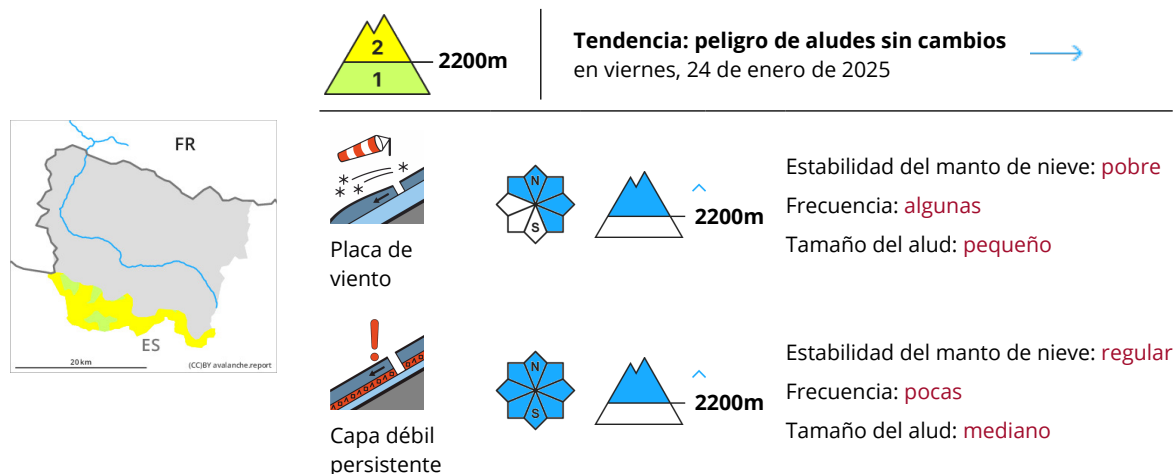 2
1
2200m
Tendencia: peligro de aludes sin cambios
en viernes, 24 de enero de 2025
FR
ES
20 km
(CC)BY avalanche.report
Placa de
viento
N
S
2200m
Estabilidad del manto de nieve: pobre
Frecuencia: algunas
Tamaño del alud: pequeño
Capa débil
persistente
N
S
2200m
Estabilidad del manto de nieve: regular
Frecuencia: pocas
Tamaño del alud: mediano